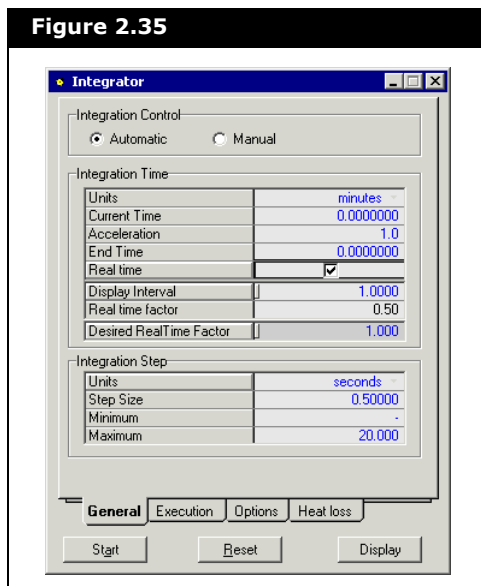 Figure 2.35
Integrator
Integration Control
Automatic Manual
Integration Time
Units minutes
Current Time 0.0000000
Acceleration 1.0
End Time 0.0000000
Real time
Display Interval 1.0000
Real time factor 0.50
Desired RealTime Factor 1.000
Integration Step
Units seconds
Step Size 0.50000
Minimum -
Maximum 20.000
General Execution Options Heat loss
Start Reset Display